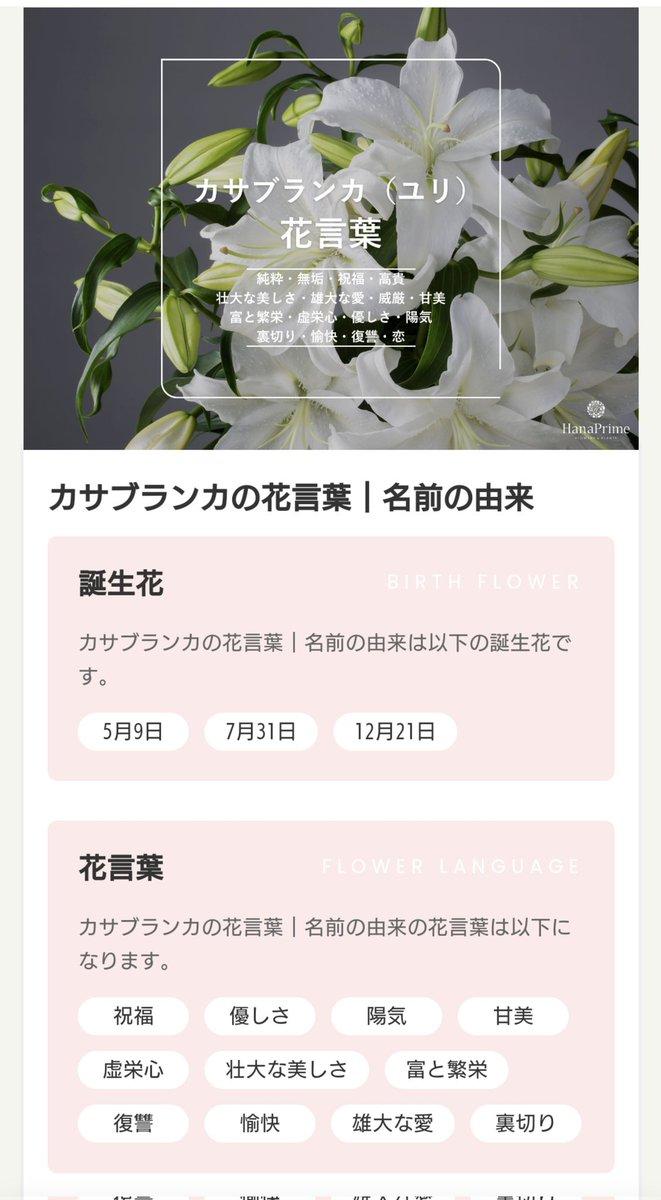 カサブランカ（ユリ）
花言葉
純粋・無垢・祝福・高貴
壮大な美しさ・雄大な愛・威厳・甘美
富と繁栄・虚栄心・優しさ・陽気
裏切り・愉快・復讐・恋
HanaPrime
カサブランカの花言葉｜名前の由来
誕生花 BIRTH FLOWER
カサブランカの花言葉｜名前の由来は以下の誕生花で
す。
5月9日 7月31日 12月21日
花言葉 FLOWER LANGUAGE
カサブランカの花言葉｜名前の由来の花言葉は以下に
なります。
祝福 優しさ 陽気 甘美
虚栄心 壮大な美しさ 富と繁栄
復讐 愉快 雄大な愛 裏切り